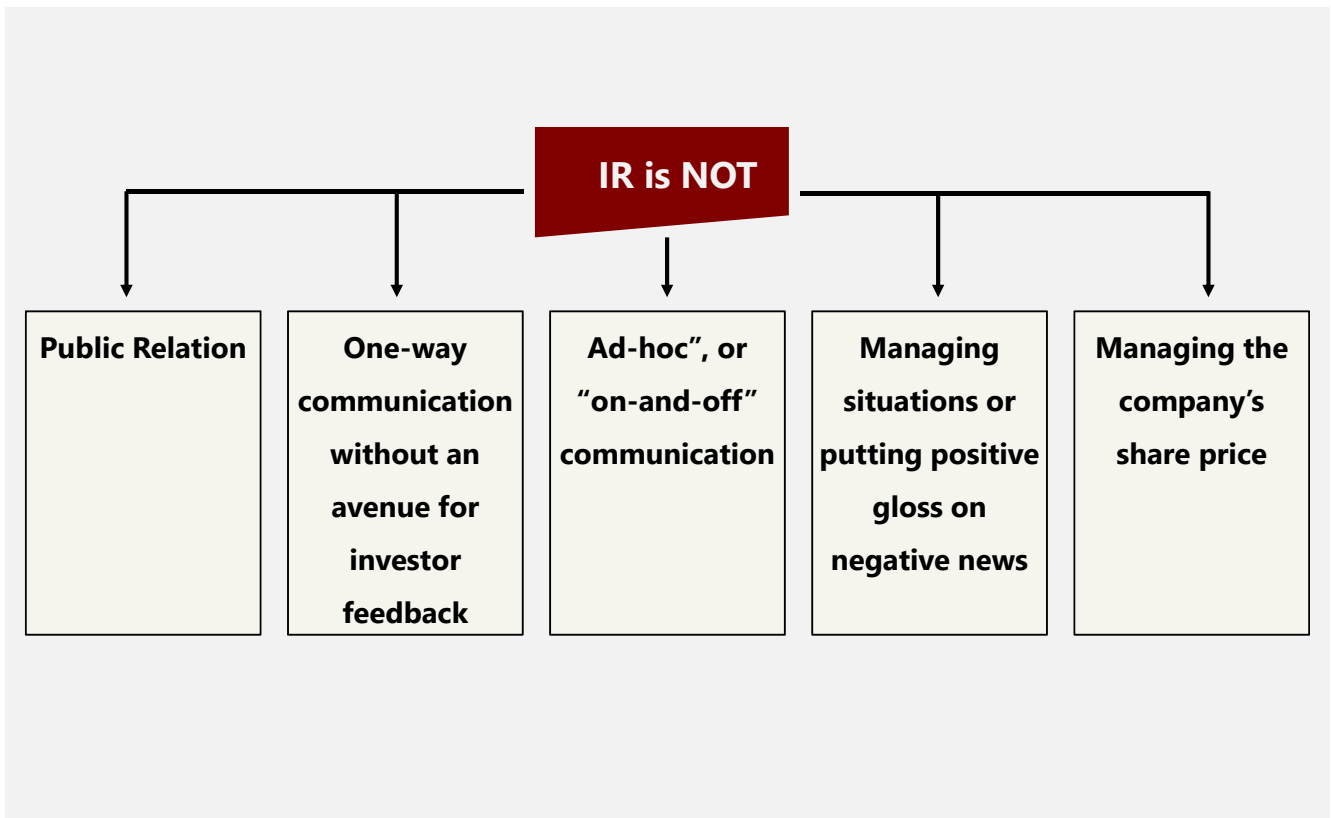 IR is NOT
Public Relation
One-way
communication
without an
avenue for
investor
feedback
Ad-hoc”, or
“on-and-off”
communication
Managing
situations or
putting positive
gloss on
negative news
Managing the
company’s
share price